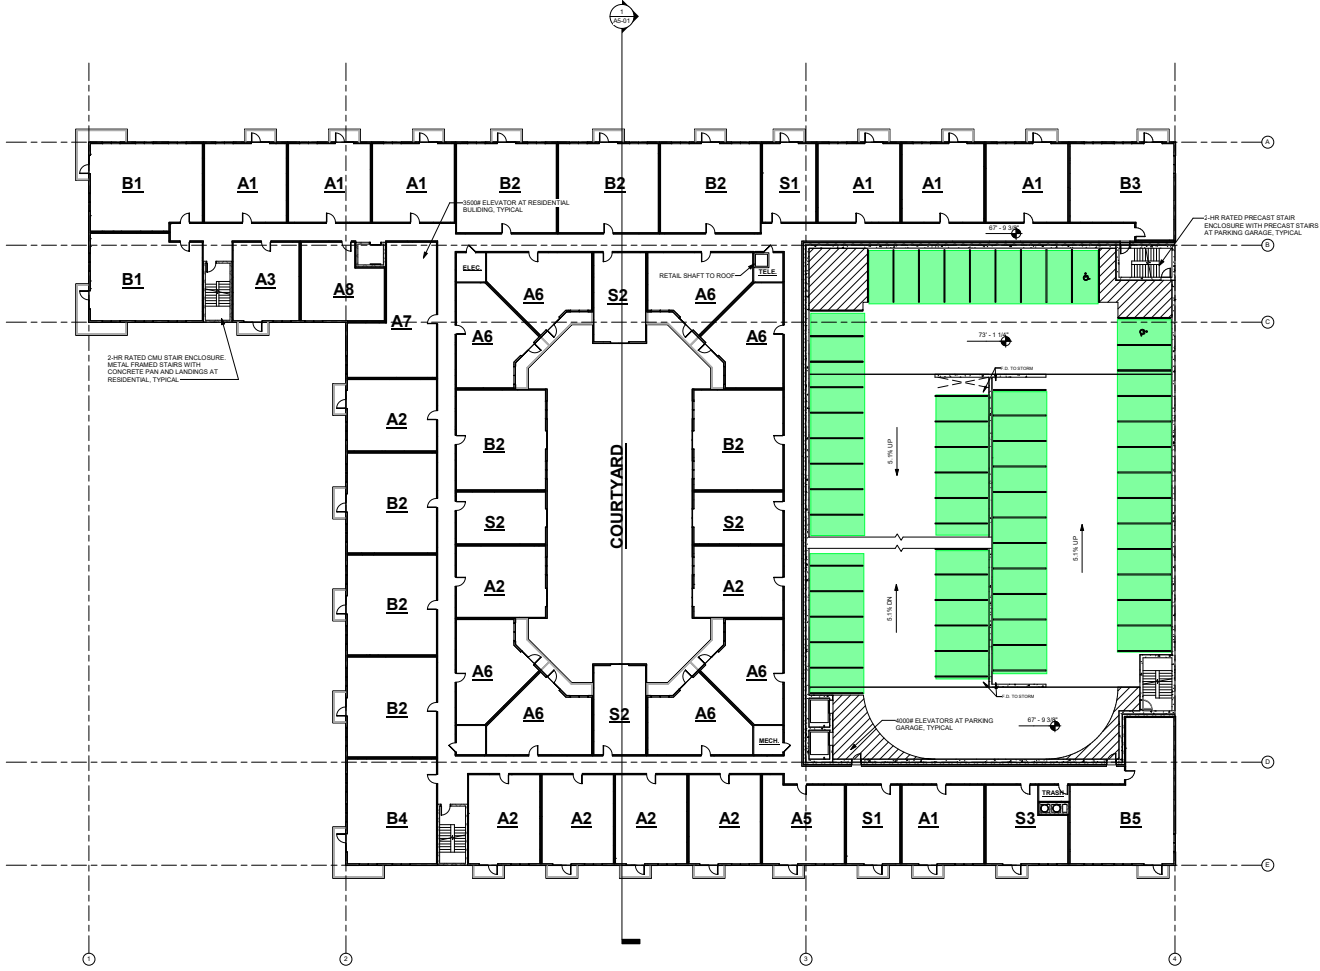 1
A5-01
A
B1
A1
A1
A1
B2
B2
B2
S1
A1
A1
A1
B3
3500# ELEVATOR AT RESIDENTIAL
BULIDING, TYPICAL
2-HR RATED PRECAST STAIR
ENCLOSURE WITH PRECAST STAIRS
AT PARKING GARAGE, TYPICAL
67' - 9 3/8"
B
B1
A3
A8
A7
ELEC.
RETAIL SHAFT TO ROOF
TELE.
A6
S2
A6
A6
A6
C
73' - 1 1/4"
2-HR RATED CMU STAIR ENCLOSURE.
METAL FRAMED STAIRS WITH
CONCRETE PAN AND LANDINGS AT
RESIDENTIAL, TYPICAL
F.D. TO STORM
A2
B2
B2
B2
5.1% UP
COURTYARD
S2
S2
5.1% UP
A2
A2
B2
5.1% DN
A6
A6
B2
A6
S2
A6
F.D. TO STORM
4000# ELEVATORS AT PARKING
GARAGE, TYPICAL
67' - 9 3/8"
MECH.
D
B4
A2
A2
A2
A2
A5
S1
A1
S3
TRASH
B5
E
1
2
3
4